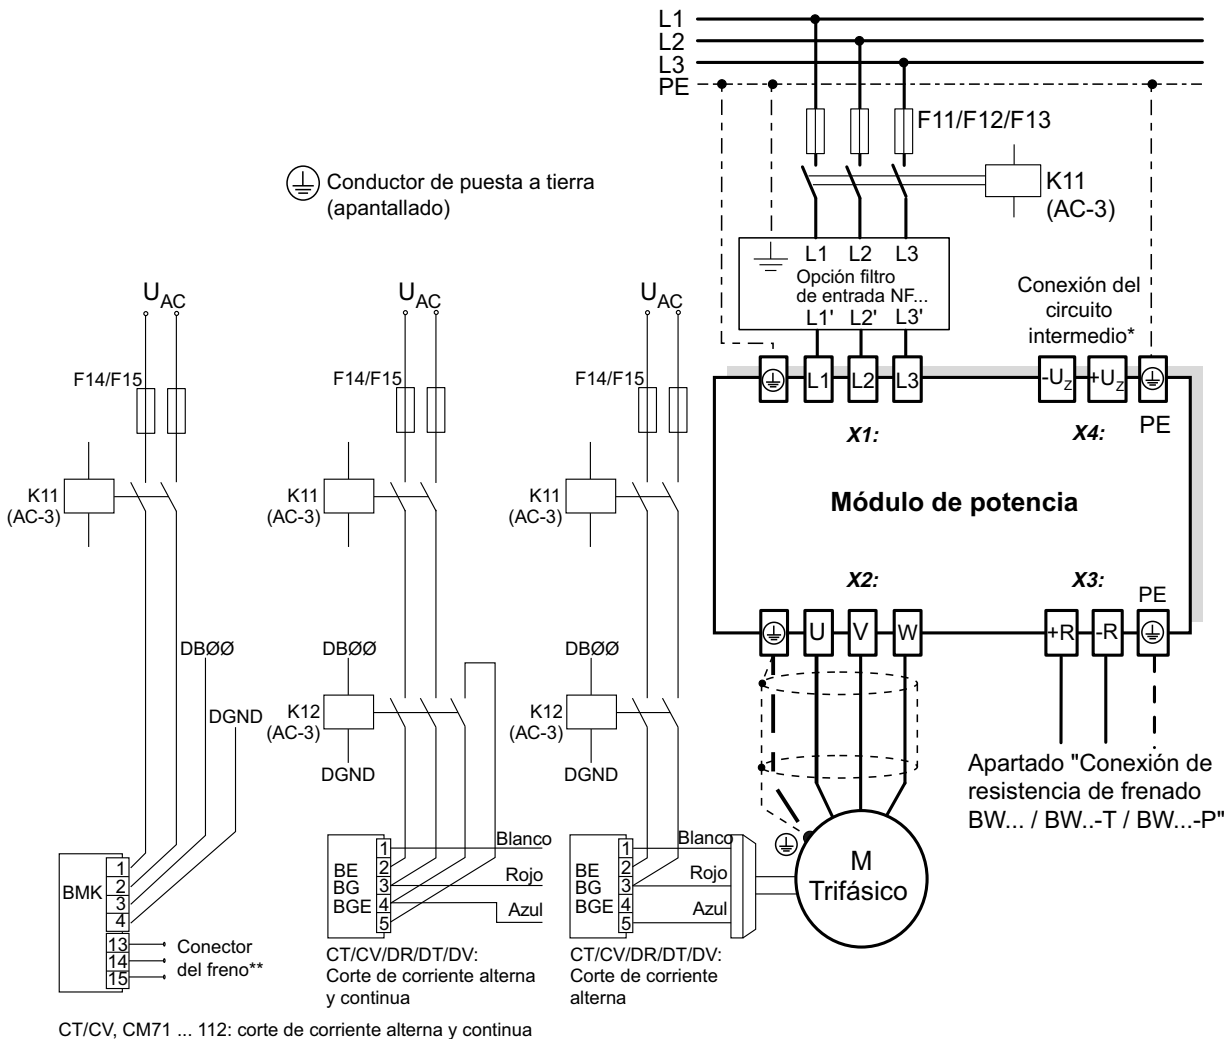 L1
L2
L3
PE
F11/F12/F13
K11
(AC-3)
Conductor de puesta a tierra
(apantallado)
L1 L2 L3
Opción filtro
de entrada NF...
L1' L2' L3'
Conexión del
circuito
intermedio*
UAC
UAC
UAC
F14/F15
F14/F15
F14/F15
L1 L2 L3
-UZ +UZ
X1:
X4:
PE
Módulo de potencia
K11
(AC-3)
K11
(AC-3)
K11
(AC-3)
X2:
X3:
PE
U V W
+R -R
DBØØ
DGND
DBØØ
K12
(AC-3)
DGND
DBØØ
K12
(AC-3)
DGND
Apartado "Conexión de
resistencia de frenado
BW... / BW..-T / BW...-P"
BMK
1
2
3
4
13
14
15
Conector
del freno**
BE
BG
BGE
1
2
3
4
5
Blanco
Rojo
Azul
CT/CV/DR/DT/DV:
Corte de corriente alterna
y continua
BE
BG
BGE
1
2
3
4
5
Blanco
Rojo
Azul
CT/CV/DR/DT/DV:
Corte de corriente
alterna
M
Trifásico
CT/CV, CM71 ... 112: corte de corriente alterna y continua